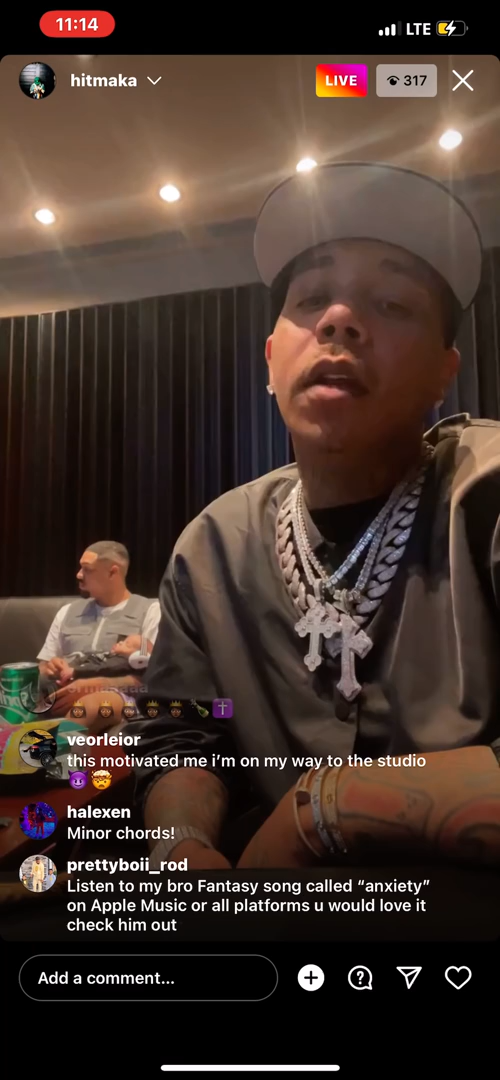 11:14
LTE
hitmaka
LIVE
317
veorleior
this motivated me i'm on my way to the studio
😈🤯
halexen
Minor chords!
prettyboii_rod
Listen to my bro Fantasy song called “anxiety”
on Apple Music or all platforms u would love it
check him out
Add a comment...